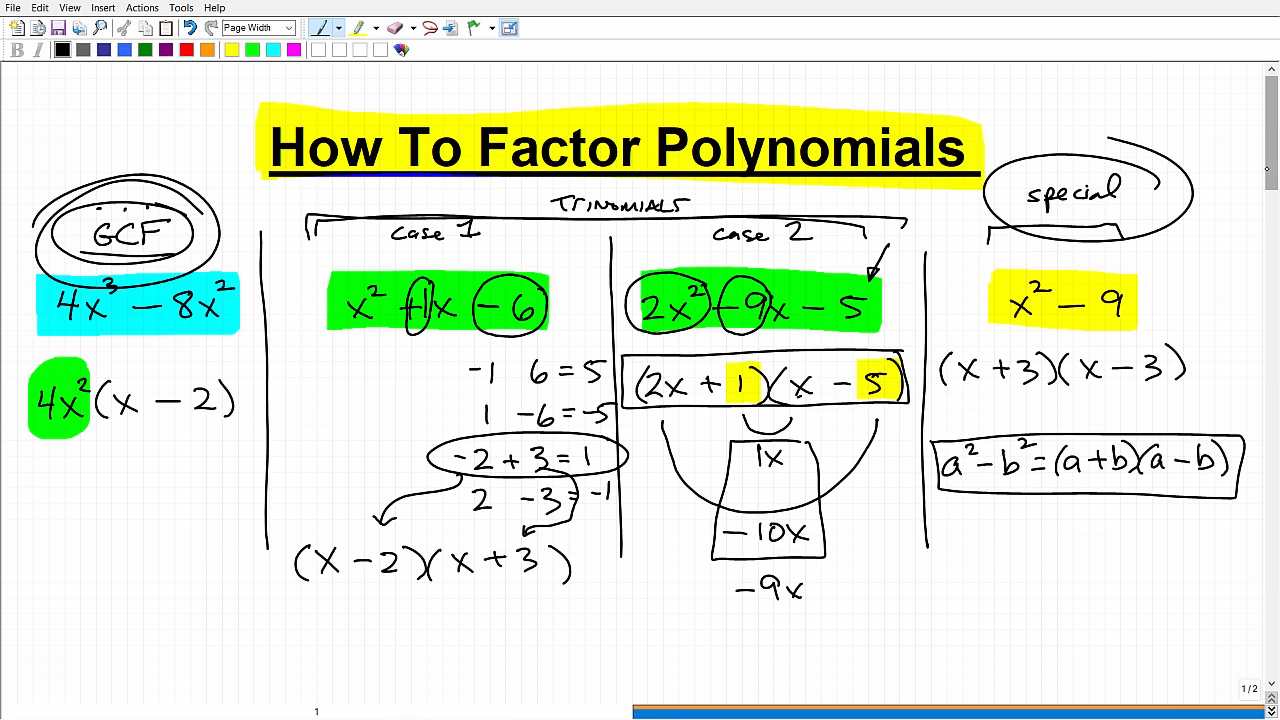 File Edit View Insert Actions Tools Help
Page Width
B I
How To Factor Polynomials
GCF
4x³ − 8x²
4x²(x − 2)
TRINOMIALS
case 1
x² +1x − 6
-1 6 = 5
1 -6 = -5
-2 + 3 = 1
2 -3 = -1
(x − 2)(x + 3)
case 2
2x² − 9x − 5
(2x + 1)(x − 5)
1x
− 10x
− 9x
special
x² − 9
(x + 3)(x − 3)
a² − b² = (a + b)(a − b)
1/2
1